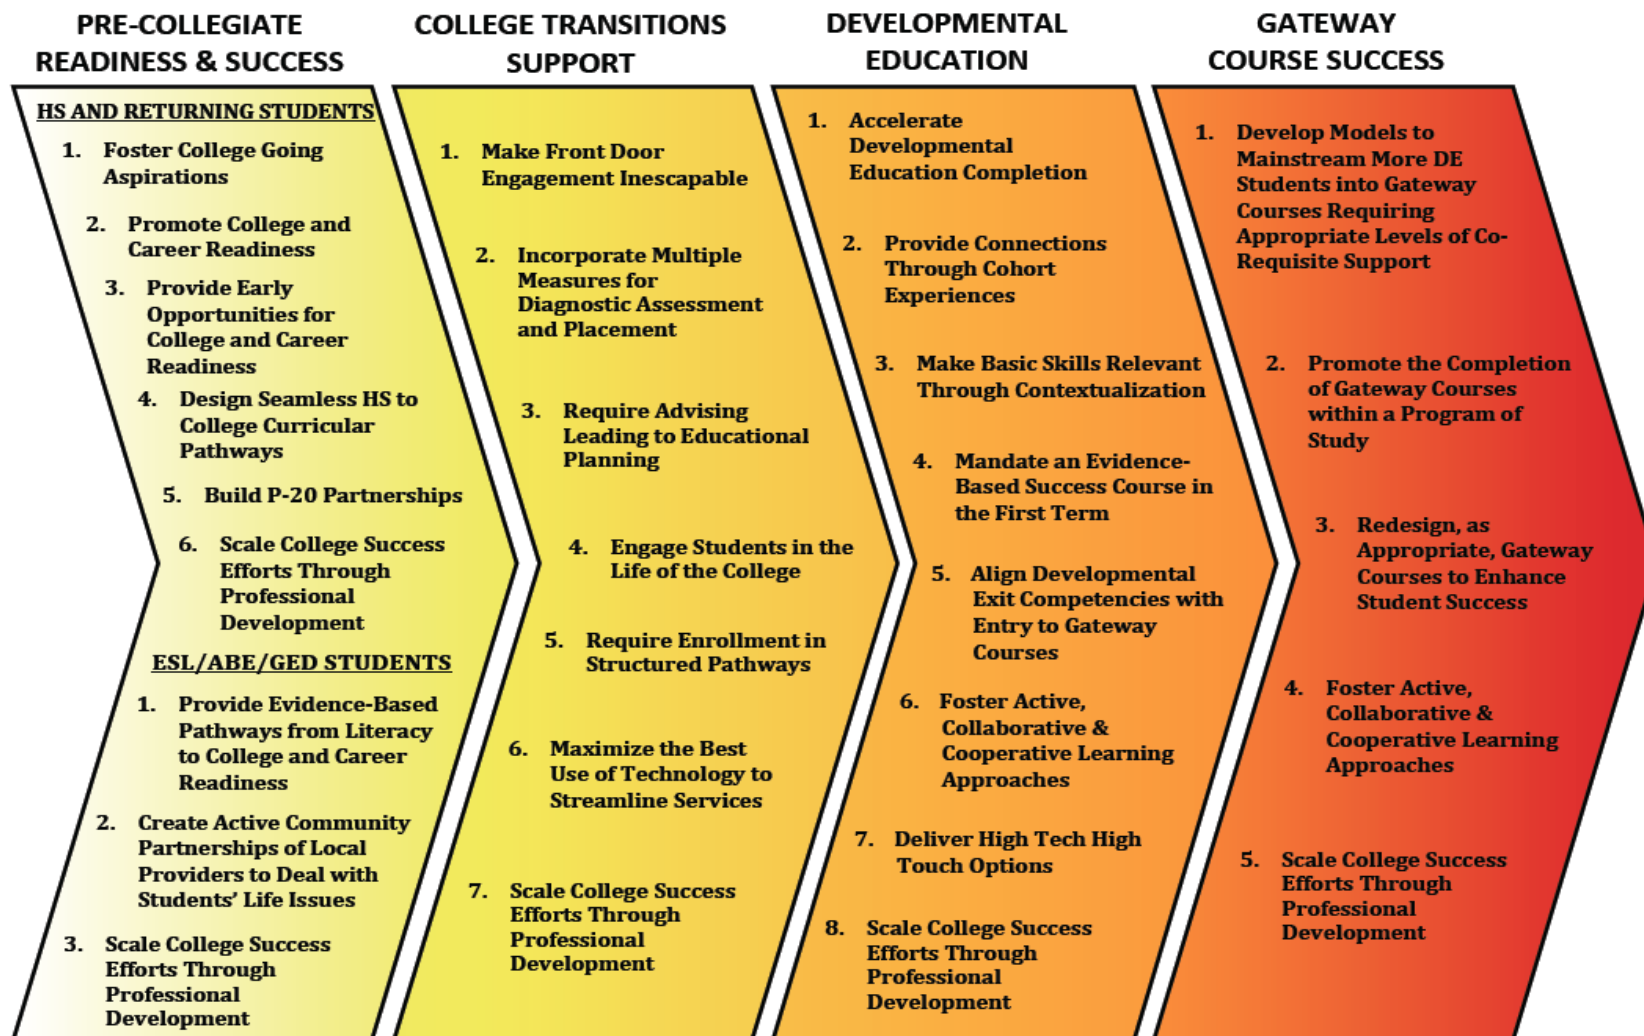 PRE-COLLEGIATE
READINESS & SUCCESS
HS AND RETURNING STUDENTS
1. Foster College Going
Aspirations
2. Promote College and
Career Readiness
3. Provide Early
Opportunities for
College and Career
Readiness
4. Design Seamless HS to
College Curricular
Pathways
5. Build P-20 Partnerships
6. Scale College Success
Efforts Through
Professional
Development
ESL/ABE/GED STUDENTS
1. Provide Evidence-Based
Pathways from Literacy
to College and Career
Readiness
2. Create Active Community
Partnerships of Local
Providers to Deal with
Students' Life Issues
3. Scale College Success
Efforts Through
Professional
Development
COLLEGE TRANSITIONS
SUPPORT
1. Make Front Door
Engagement Inescapable
2. Incorporate Multiple
Measures for
Diagnostic Assessment
and Placement
3. Require Advising
Leading to Educational
Planning
4. Engage Students in the
Life of the College
5. Require Enrollment in
Structured Pathways
6. Maximize the Best
Use of Technology to
Streamline Services
7. Scale College Success
Efforts Through
Professional
Development
DEVELOPMENTAL
EDUCATION
1. Accelerate
Developmental
Education Completion
2. Provide Connections
Through Cohort
Experiences
3. Make Basic Skills Relevant
Through Contextualization
4. Mandate an Evidence-
Based Success Course in
the First Term
5. Align Developmental
Exit Competencies with
Entry to Gateway
Courses
6. Foster Active,
Collaborative &
Cooperative Learning
Approaches
7. Deliver High Tech High
Touch Options
8. Scale College Success
Efforts Through
Professional
Development
GATEWAY
COURSE SUCCESS
1. Develop Models to
Mainstream More DE
Students into Gateway
Courses Requiring
Appropriate Levels of Co-
Requisite Support
2. Promote the Completion
of Gateway Courses
within a Program of
Study
3. Redesign, as
Appropriate, Gateway
Courses to Enhance
Student Success
4. Foster Active,
Collaborative &
Cooperative Learning
Approaches
5. Scale College Success
Efforts Through
Professional
Development